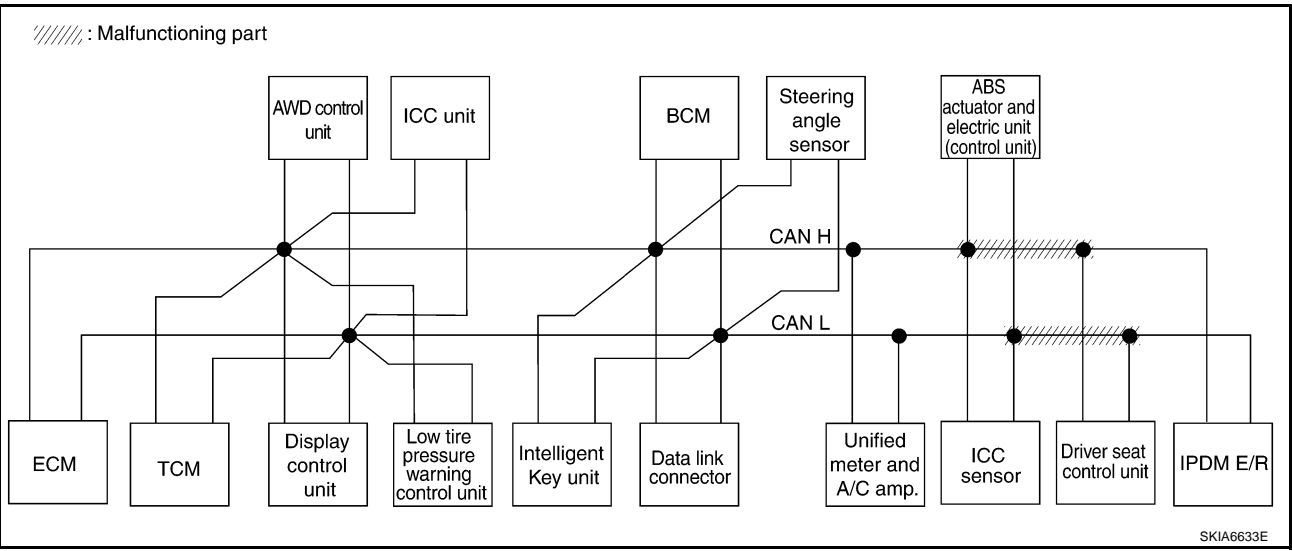 : Malfunctioning part
AWD control
unit
ICC unit
BCM
Steering
angle
sensor
ABS
actuator and
electric unit
(control unit)
CAN H
CAN L
ECM
TCM
Display
control
unit
Low tire
pressure
warning
control unit
Intelligent
Key unit
Data link
connector
Unified
meter and
A/C amp.
ICC
sensor
Driver seat
control unit
IPDM E/R
SKIA6633E